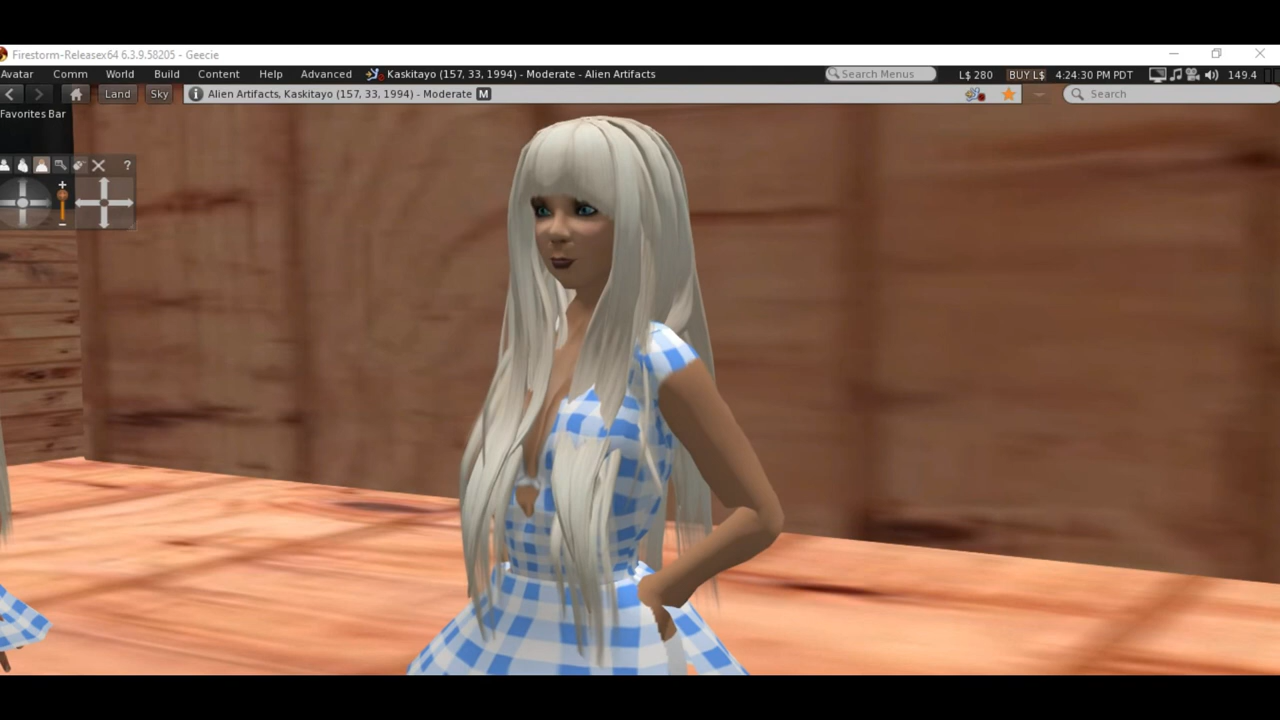 Firestorm-Releasex64 6.3.9.58205 - Geecie
Avatar Comm World Build Content Help Advanced Kaskitayo (157, 33, 1994) - Moderate - Alien Artifacts Search Menus L$ 280 BUY L$ 4:24:30 PM PDT 149.4
Land Sky Alien Artifacts, Kaskitayo (157, 33, 1994) - Moderate M Search
Favorites Bar
?
+
-